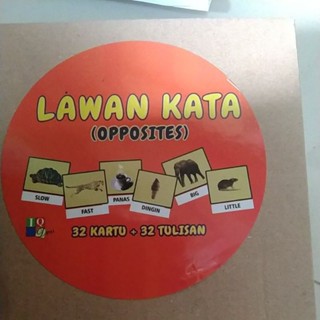 LAWAN KATA
(OPPOSITES)
SLOW
FAST
PANAS
DINGIN
BIG
LITTLE
32 KARTU + 32 TULISAN